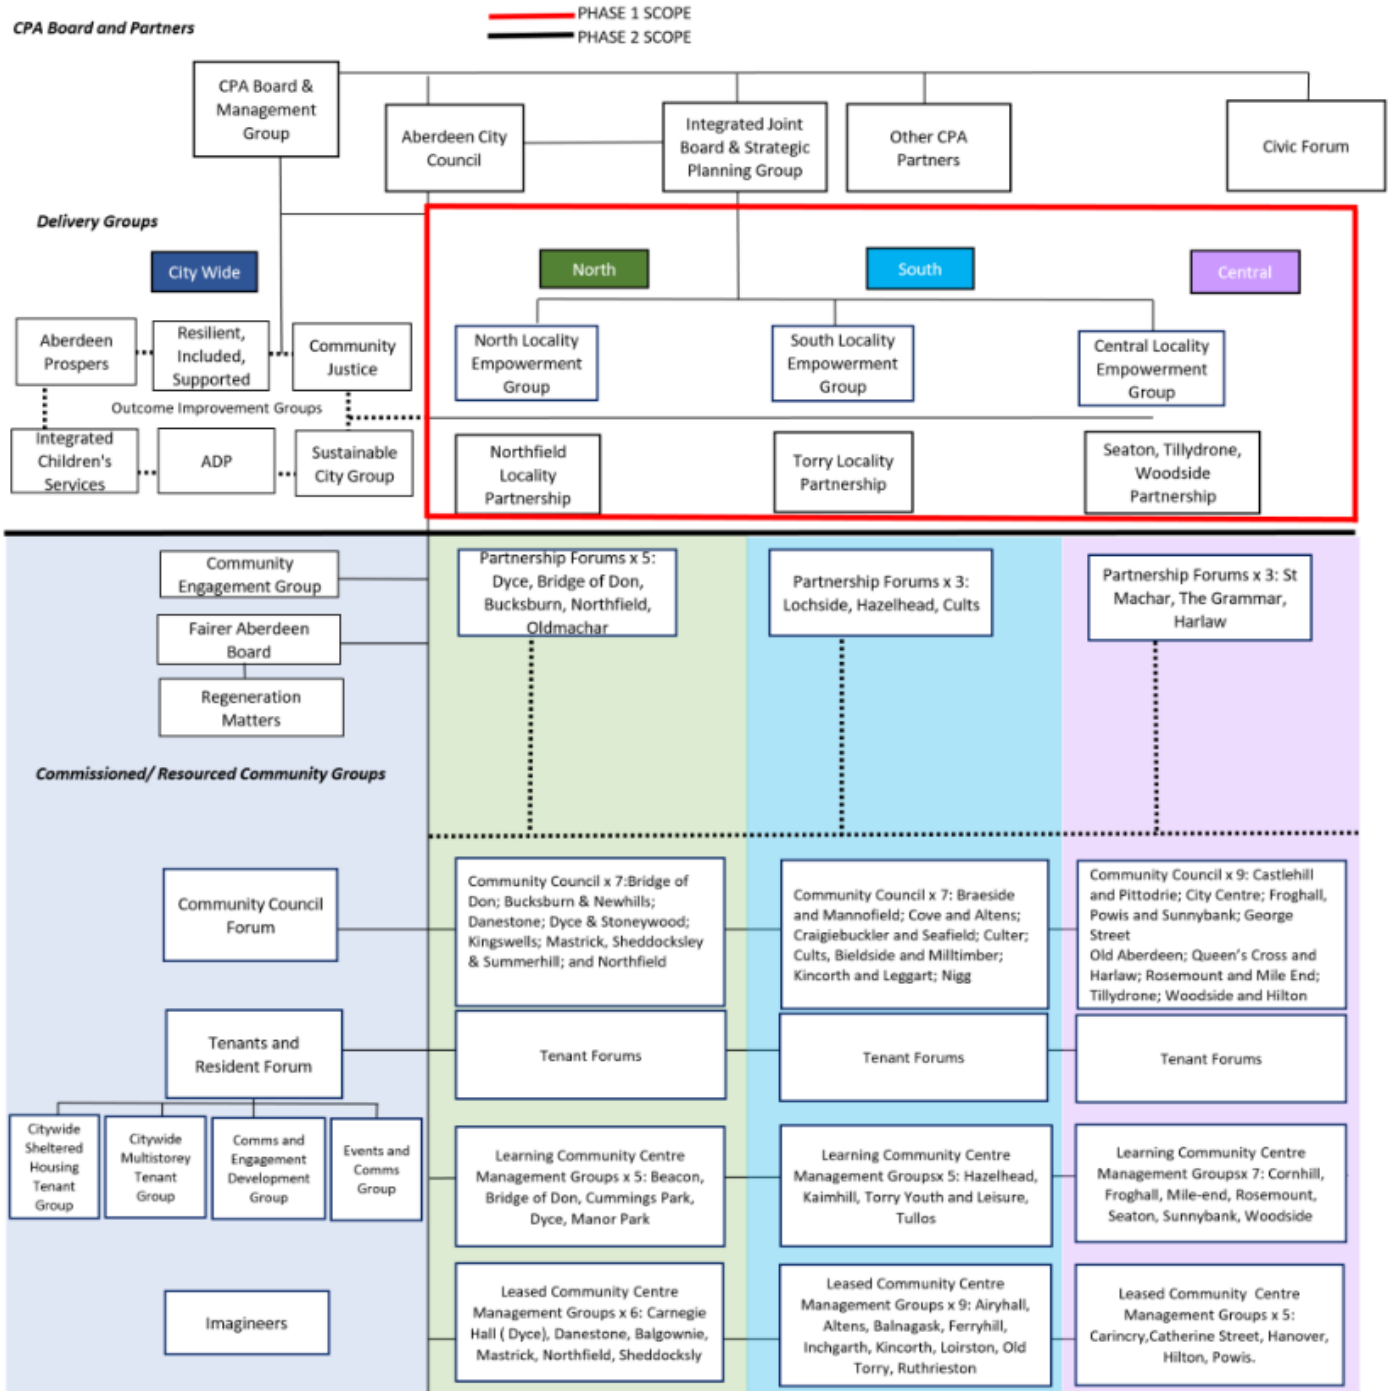 PHASE 1 SCOPE
CPA Board and Partners
PHASE 2 SCOPE
CPA Board &
Management
Group
Aberdeen City
Council
Integrated Joint
Board & Strategic
Planning Group
Other CPA
Partners
Civic Forum
Delivery Groups
City Wide
North
South
Central
Aberdeen
Prospers
Resilient,
Included,
Supported
Community
Justice
North Locality
Empowerment
Group
South Locality
Empowerment
Group
Central Locality
Empowerment
Group
Outcome Improvement Groups
Integrated
Children's
Services
ADP
Sustainable
City Group
Northfield
Locality
Partnership
Torry Locality
Partnership
Seaton, Tillydrone,
Woodside
Partnership
Community
Engagement Group
Partnership Forums x 5:
Dyce, Bridge of Don,
Bucksburn, Northfield,
Oldmachar
Partnership Forums x 3:
Lochside, Hazelhead, Cults
Partnership Forums x 3: St
Machar, The Grammar,
Harlaw
Fairer Aberdeen
Board
Regeneration
Matters
Commissioned/ Resourced Community Groups
Community Council
Forum
Community Council x 7:Bridge of
Don; Bucksburn & Newhills;
Danestone; Dyce & Stoneywood;
Kingswells; Mastrick, Sheddocksley
& Summerhill; and Northfield
Community Council x 7: Braeside
and Mannofield; Cove and Altens;
Craigiebuckler and Seafield; Culter;
Cults, Bieldside and Milltimber;
Kincorth and Leggart; Nigg
Community Council x 9: Castlehill
and Pittodrie; City Centre; Froghall,
Powis and Sunnybank; George
Street
Old Aberdeen; Queen's Cross and
Harlaw; Rosemount and Mile End;
Tillydrone; Woodside and Hilton
Tenants and
Resident Forum
Tenant Forums
Tenant Forums
Tenant Forums
Citywide
Sheltered
Housing
Tenant
Group
Citywide
Multistorey
Tenant
Group
Comms and
Engagement
Development
Group
Events and
Comms
Group
Learning Community Centre
Management Groups x 5: Beacon,
Bridge of Don, Cummings Park,
Dyce, Manor Park
Learning Community Centre
Management Groupsx 5: Hazelhead,
Kaimhill, Torry Youth and Leisure,
Tullos
Learning Community Centre
Management Groupsx 7: Cornhill,
Froghall, Mile-end, Rosemount,
Seaton, Sunnybank, Woodside
Imagineers
Leased Community Centre
Management Groups x 6: Carnegie
Hall ( Dyce), Danestone, Balgownie,
Mastrick, Northfield, Sheddocksly
Leased Community Centre
Management Groups x 9: Airyhall,
Altens, Balnagask, Ferryhill,
Inchgarth, Kincorth, Loirston, Old
Torry, Ruthrieston
Leased Community Centre
Management Groups x 5:
Carincry,Catherine Street, Hanover,
Hilton, Powis.